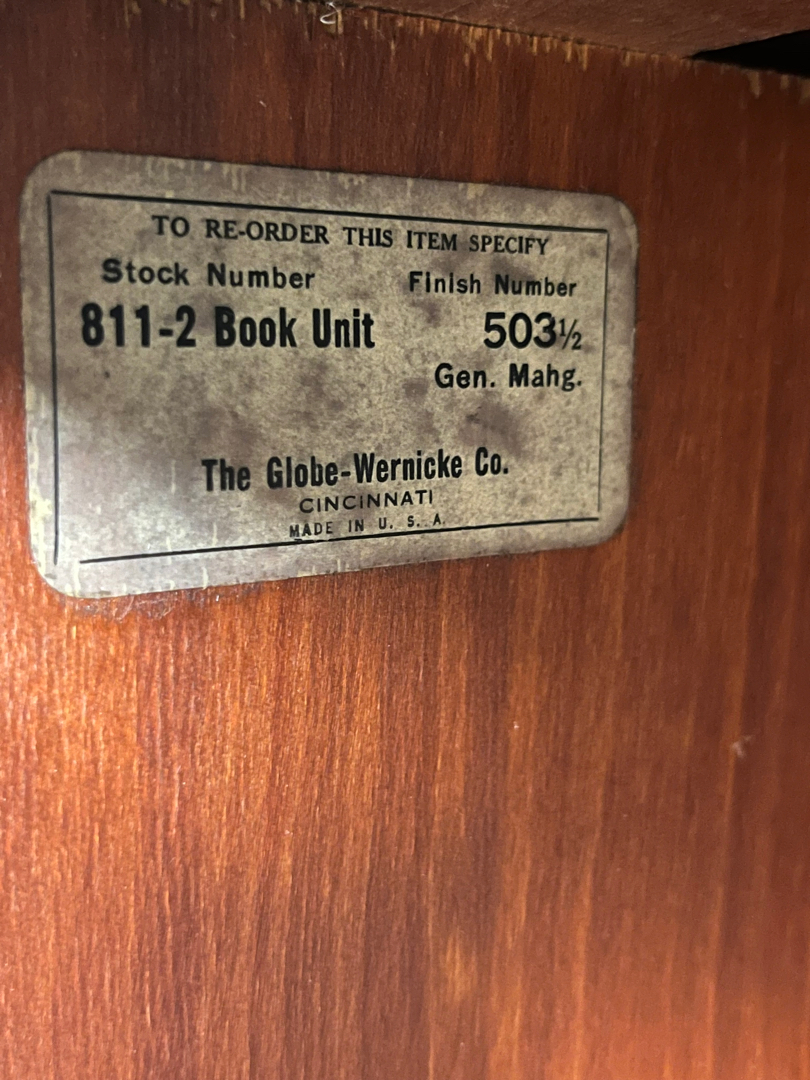 TO RE-ORDER THIS ITEM SPECIFY
Stock Number Finish Number
811-2 Book Unit 503½
Gen. Mahg.
The Globe-Wernicke Co.
CINCINNATI
MADE IN U. S. A.